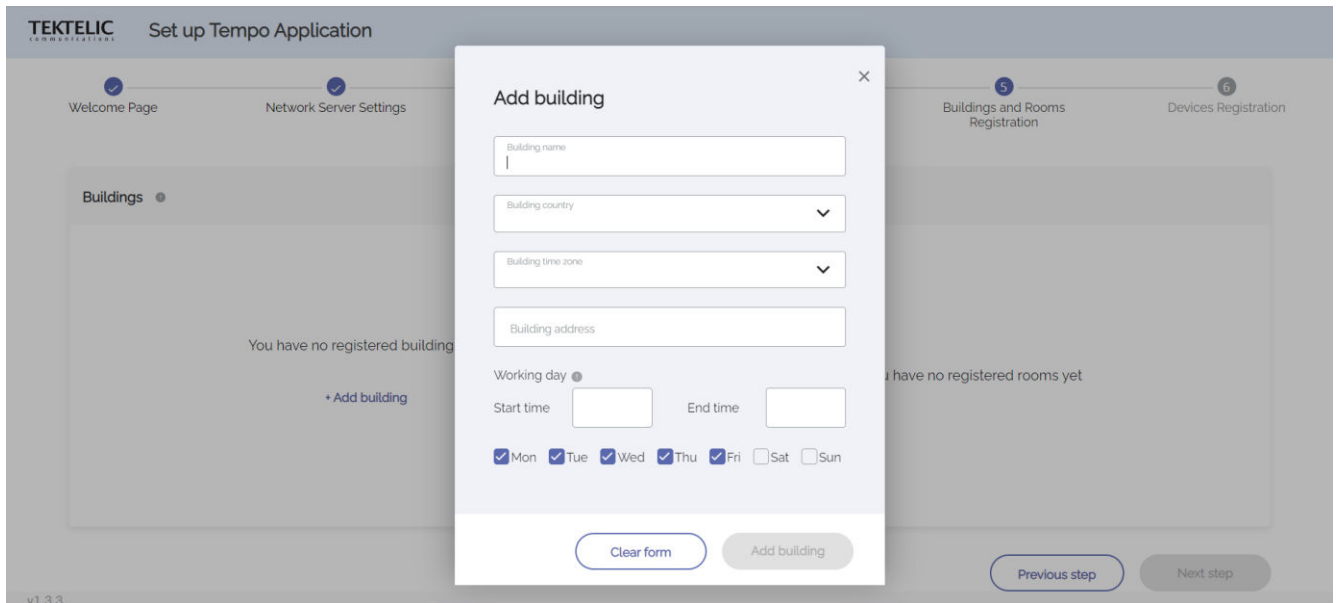 TEKTELIC
communications
Set up Tempo Application
Welcome Page
Network Server Settings
5
Buildings and Rooms
Registration
6
Devices Registration
Buildings
You have no registered building
+ Add building
Add building
Building name
Building country
Building time zone
Building address
Working day
Start time
End time
Mon Tue Wed Thu Fri Sat Sun
Clear form
Add building
have no registered rooms yet
Previous step
Next step
v1.3.3